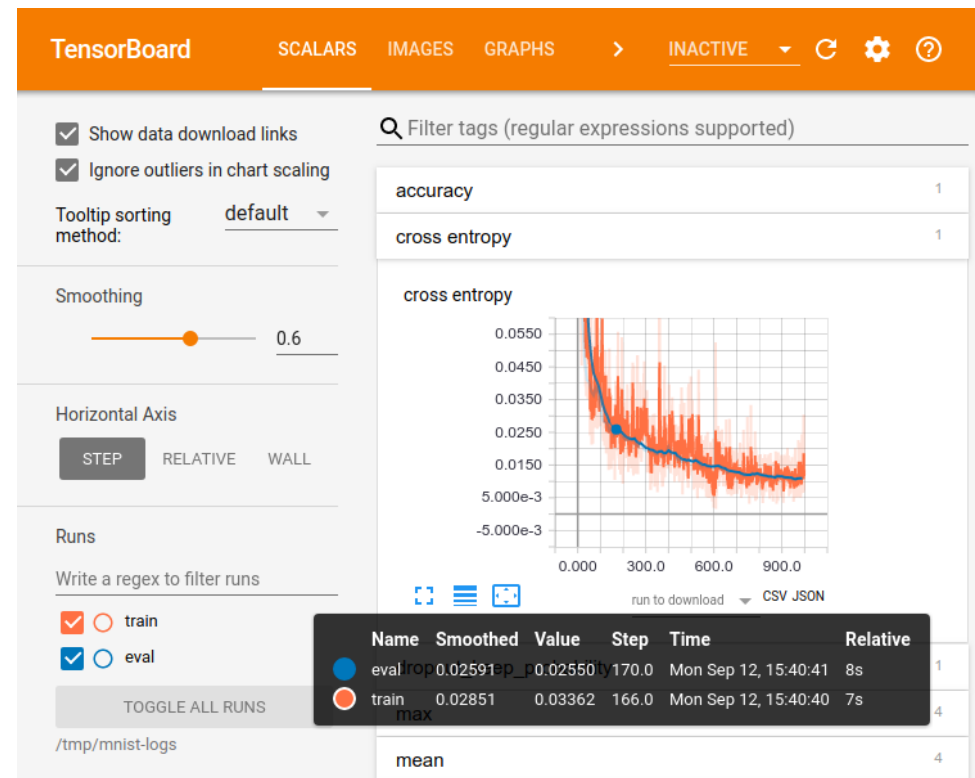 TensorBoard SCALARS IMAGES GRAPHS INACTIVE
Show data download links
Ignore outliers in chart scaling
Tooltip sorting method: default
Smoothing
0.6
Horizontal Axis
STEP RELATIVE WALL
Runs
Write a regex to filter runs
train
eval
TOGGLE ALL RUNS
/tmp/mnist-logs
Filter tags (regular expressions supported)
accuracy 1
cross entropy 1
cross entropy
0.0550
0.0450
0.0350
0.0250
0.0150
5.000e-3
-5.000e-3
0.000 300.0 600.0 900.0
run to download CSV JSON
Name Smoothed Value Step Time Relative
eval 0.02591 0.02550 170.0 Mon Sep 12, 15:40:41 8s
train 0.02851 0.03362 166.0 Mon Sep 12, 15:40:40 7s
1
max 4
mean 4